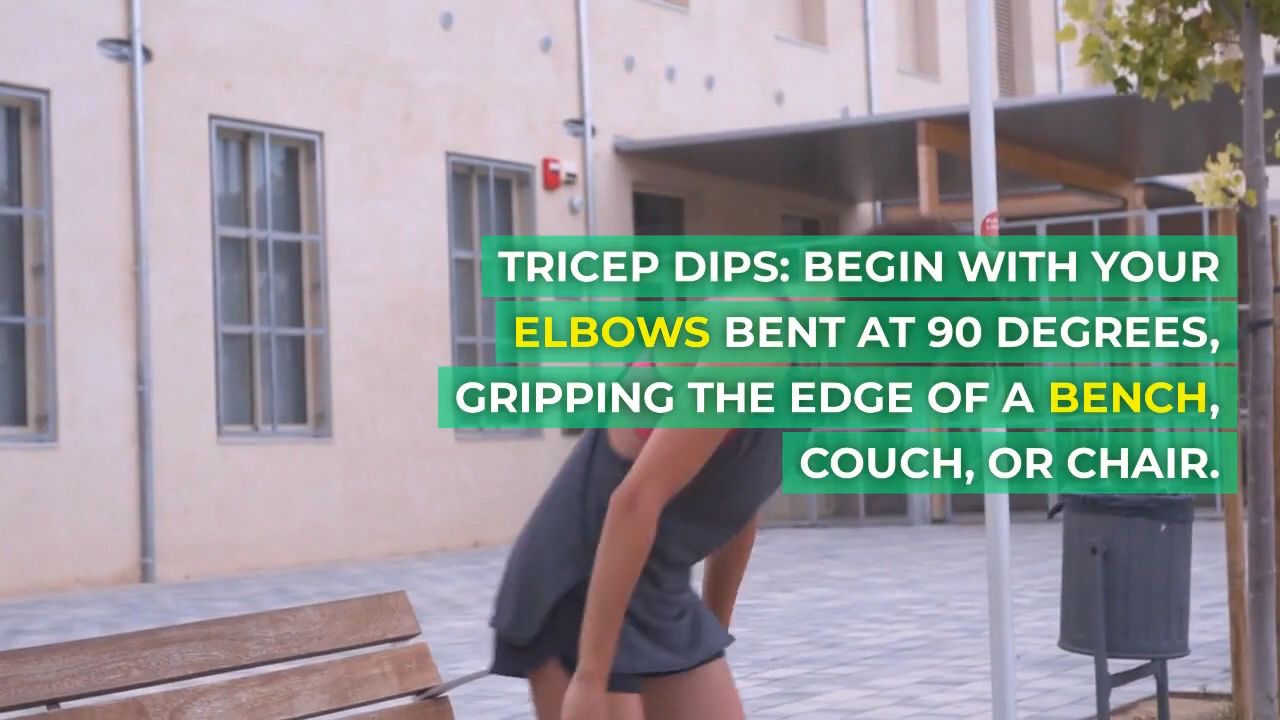 TRICEP DIPS: BEGIN WITH YOUR
ELBOWS BENT AT 90 DEGREES,
GRIPPING THE EDGE OF A BENCH,
COUCH, OR CHAIR.